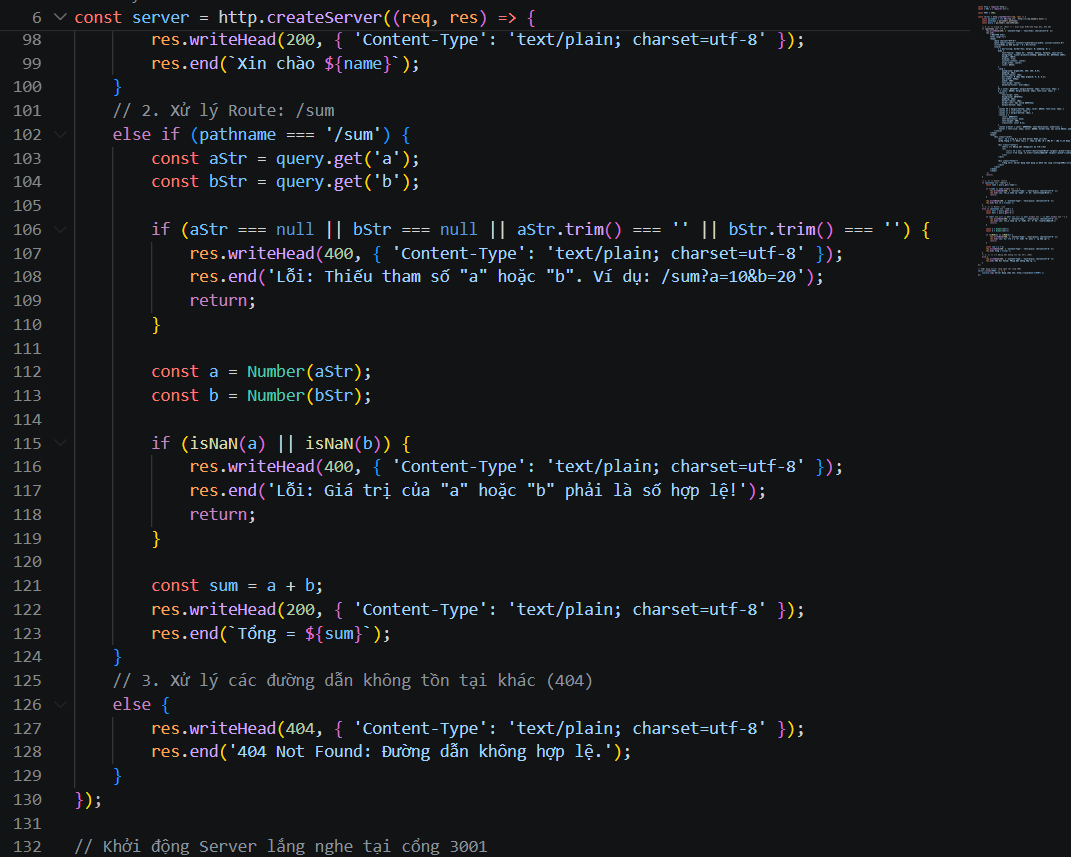 6 const server = http.createServer((req, res) => {
98 res.writeHead(200, { 'Content-Type': 'text/plain; charset=utf-8' });
99 res.end(`Xin chào ${name}`);
100 }
101 // 2. Xử lý Route: /sum
102 else if (pathname === '/sum') {
103 const aStr = query.get('a');
104 const bStr = query.get('b');
105
106 if (aStr === null || bStr === null || aStr.trim() === '' || bStr.trim() === '') {
107 res.writeHead(400, { 'Content-Type': 'text/plain; charset=utf-8' });
108 res.end('Lỗi: Thiếu tham số "a" hoặc "b". Ví dụ: /sum?a=10&b=20');
109 return;
110 }
111
112 const a = Number(aStr);
113 const b = Number(bStr);
114
115 if (isNaN(a) || isNaN(b)) {
116 res.writeHead(400, { 'Content-Type': 'text/plain; charset=utf-8' });
117 res.end('Lỗi: Giá trị của "a" hoặc "b" phải là số hợp lệ!');
118 return;
119 }
120
121 const sum = a + b;
122 res.writeHead(200, { 'Content-Type': 'text/plain; charset=utf-8' });
123 res.end(`Tổng = ${sum}`);
124 }
125 // 3. Xử lý các đường dẫn không tồn tại khác (404)
126 else {
127 res.writeHead(404, { 'Content-Type': 'text/plain; charset=utf-8' });
128 res.end('404 Not Found: Đường dẫn không hợp lệ.');
129 }
130 });
131
132 // Khởi động Server lắng nghe tại cổng 3001